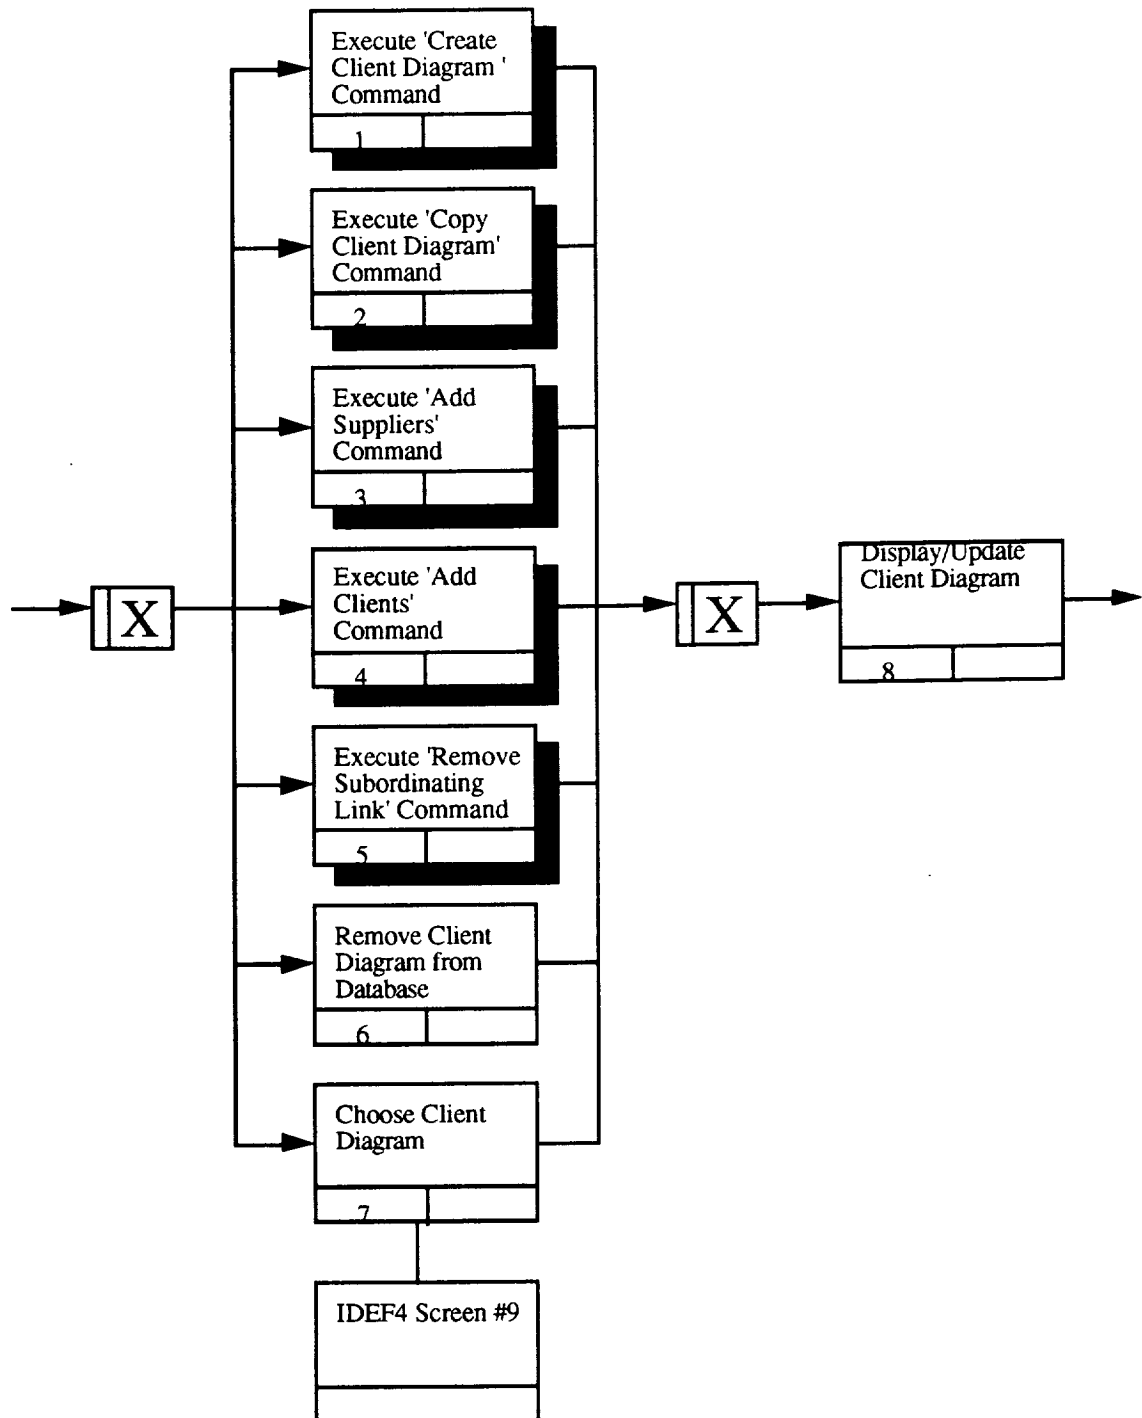 Execute 'Create
Client Diagram '
Command
1
Execute 'Copy
Client Diagram'
Command
2
Execute 'Add
Suppliers'
Command
3
X
Execute 'Add
Clients'
Command
4
X
Display/Update
Client Diagram
8
Execute 'Remove
Subordinating
Link' Command
5
Remove Client
Diagram from
Database
6
Choose Client
Diagram
7
IDEF4 Screen #9